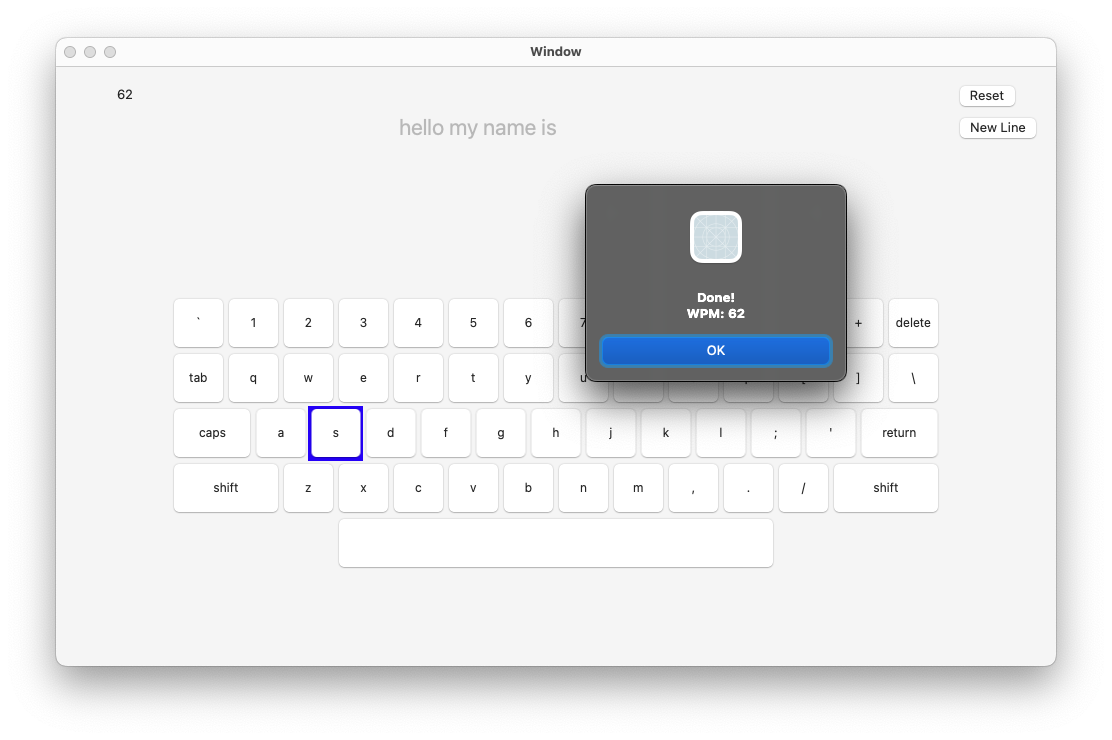 Window
62
Reset
hello my name is
New Line
Done!
WPM: 62
OK
` 1 2 3 4 5 6 7 + delete
tab q w e r t y u ] \
caps a s d f g h j k l ; ' return
shift z x c v b n m , . / shift